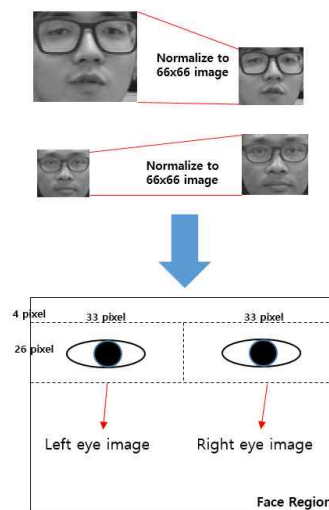 Normalize to
66x66 image
Normalize to
66x66 image
4 pixel
33 pixel
33 pixel
26 pixel
Left eye image
Right eye image
Face Region